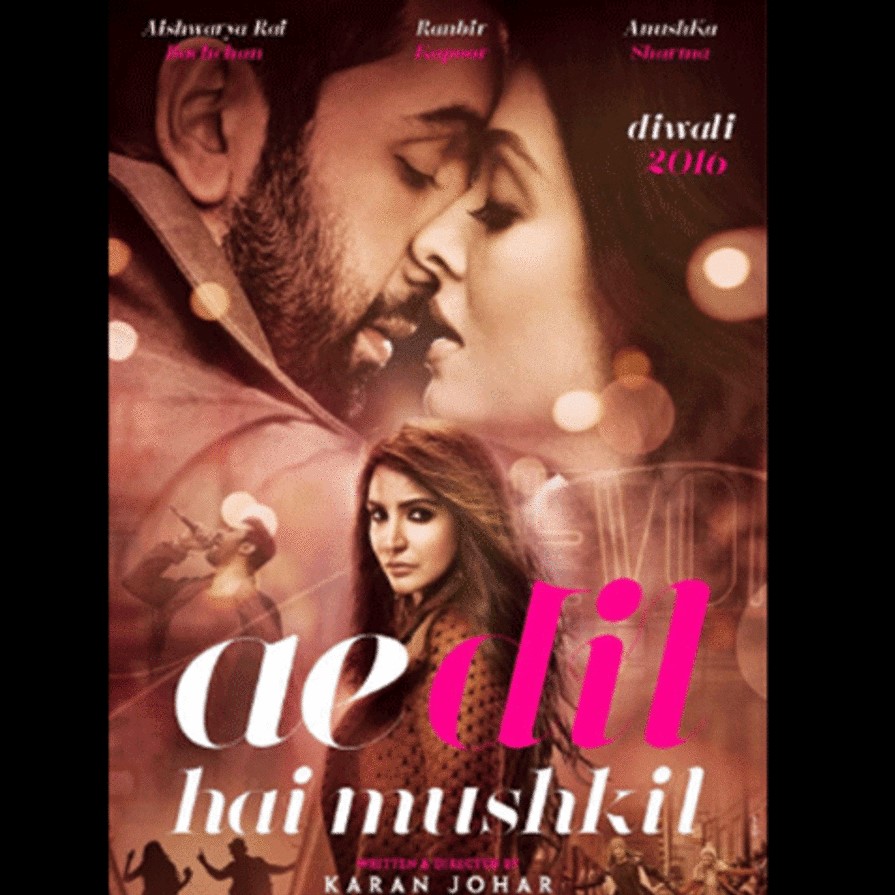 Aishwarya Rai
Bachchan
Ranbir
Kapoor
Anushka
Sharma
diwali
2016
ae dil
hai mushkil
WRITTEN & DIRECTED BY
KARAN JOHAR